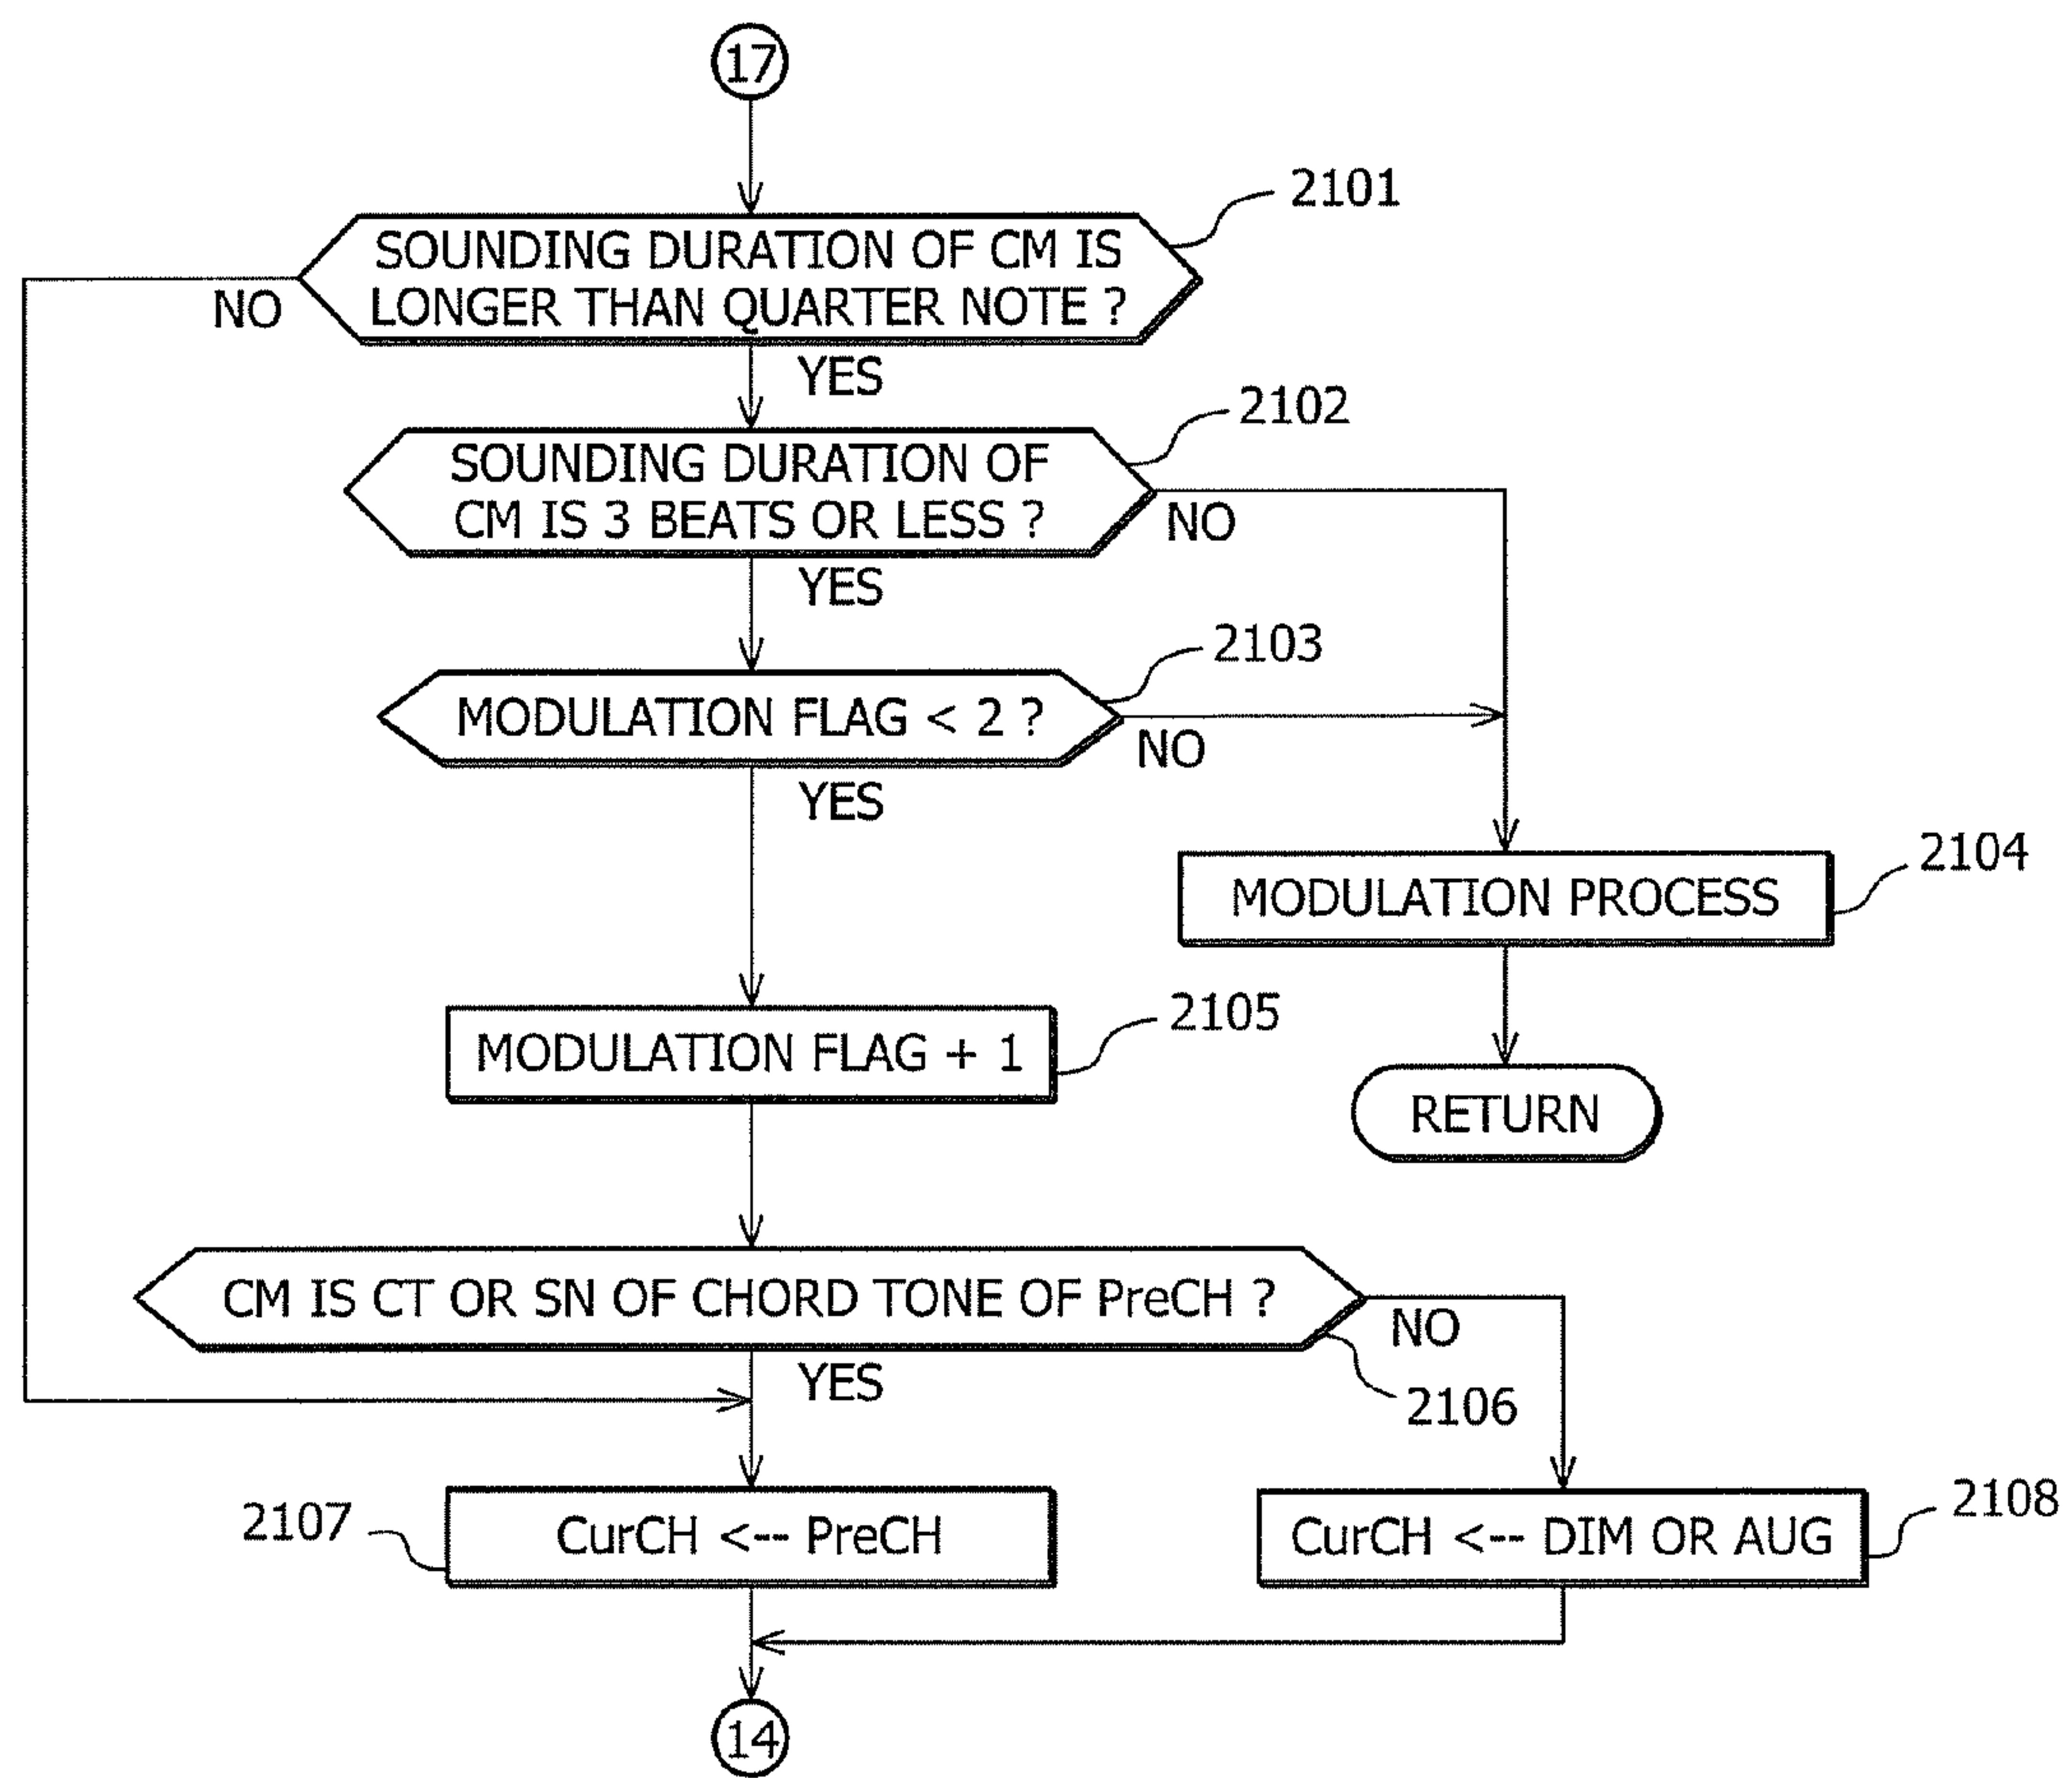 17
2101
SOUNDING DURATION OF CM IS
LONGER THAN QUARTER NOTE ?
NO
YES
2102
SOUNDING DURATION OF
CM IS 3 BEATS OR LESS ?
NO
YES
2103
MODULATION FLAG < 2 ?
NO
YES
2104
MODULATION PROCESS
2105
MODULATION FLAG + 1
RETURN
CM IS CT OR SN OF CHORD TONE OF PreCH ?
NO
YES
2106
2107
CurCH <-- PreCH
2108
CurCH <-- DIM OR AUG
14